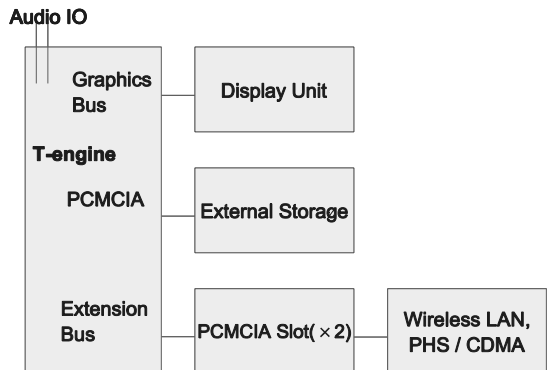 Audio IO
Graphics
Bus
Display Unit
T-engine
PCMCIA
External Storage
Extension
Bus
PCMCIA Slot( × 2)
Wireless LAN,
PHS / CDMA